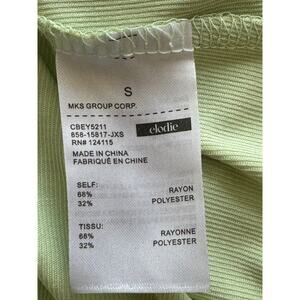 S
MKS GROUP CORP.
CBEY5211
658-15817-JXS
elodie
RN# 124115
MADE IN CHINA
FABRIQUÉ EN CHINE
SELF:
68% RAYON
32% POLYESTER
TISSU:
68% RAYONNE
32% POLYESTER